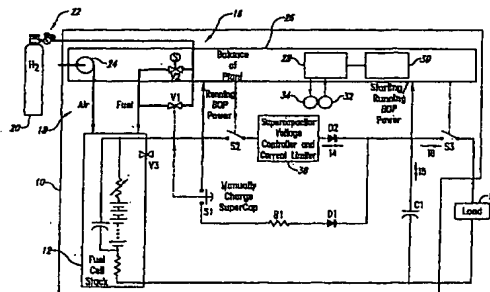 22
16
26
H2
24
Balance of Plant
28
30
V2
34
32
Air
Fuel
V1
Running BOP Power
Starting/ Running BOP Power
20
18
S2
Supercapacitor Voltage Controller and Current Limiter
D2
14
S3
V3
38
15
10
S1
Manually Charge SuperCap
C1
Load
R1
D1
12
Fuel Cell Stack